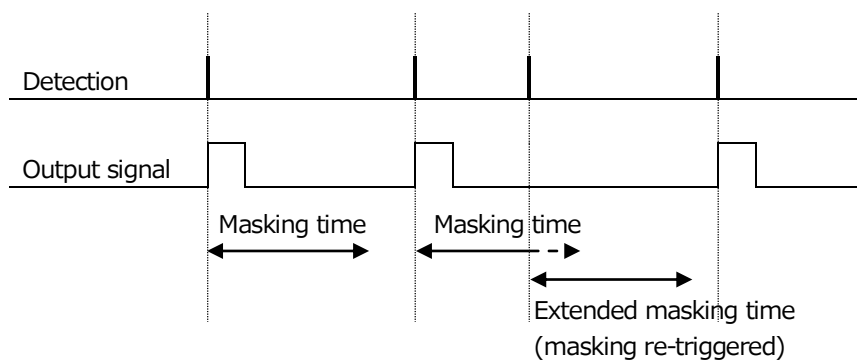 Detection
Output signal
Masking time
Masking time
Extended masking time
(masking re-triggered)